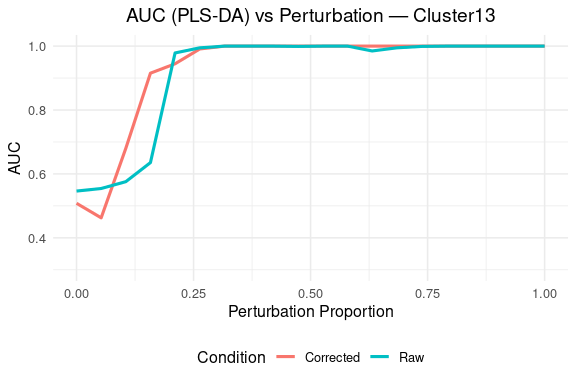 AUC (PLS-DA) vs Perturbation — Cluster13
AUC
1.0
0.8
0.6
0.4
0.00 0.25 0.50 0.75 1.00
Perturbation Proportion
Condition Corrected Raw